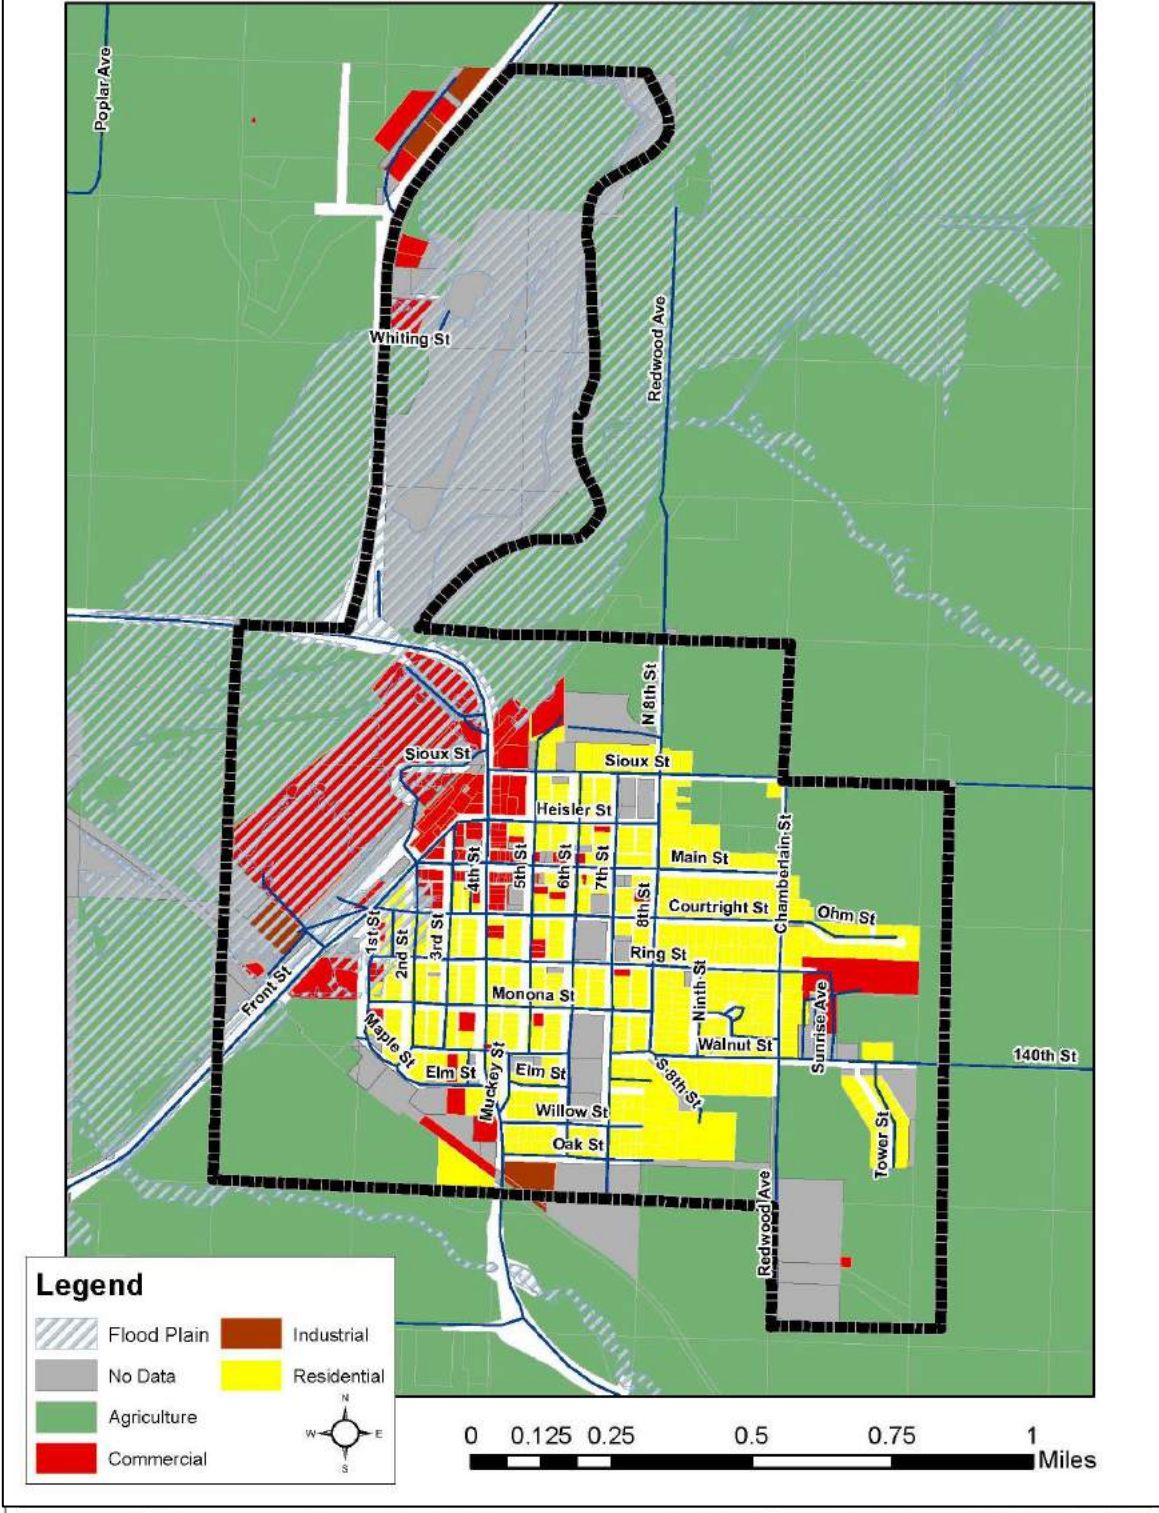 Poplar Ave
Whiting St
Redwood Ave
N 8th St
Sioux St
Sioux St
Heisler St
4th St
5th St
6th St
7th St
Main St
Chamberlain St
8th St
Courtright St
Ohm St
1st St
2nd St
3rd St
Ring St
Front St
Monona St
Ninth St
Sunrise Ave
Maple St
Walnut St
140th St
Elm St
Muckey St
Elm St
S 8th St
Willow St
Oak St
Tower St
Redwood Ave
Legend
Flood Plain
No Data
Agriculture
Commercial
Industrial
Residential
N
W
E
S
0 0.125 0.25 0.5 0.75 1
Miles